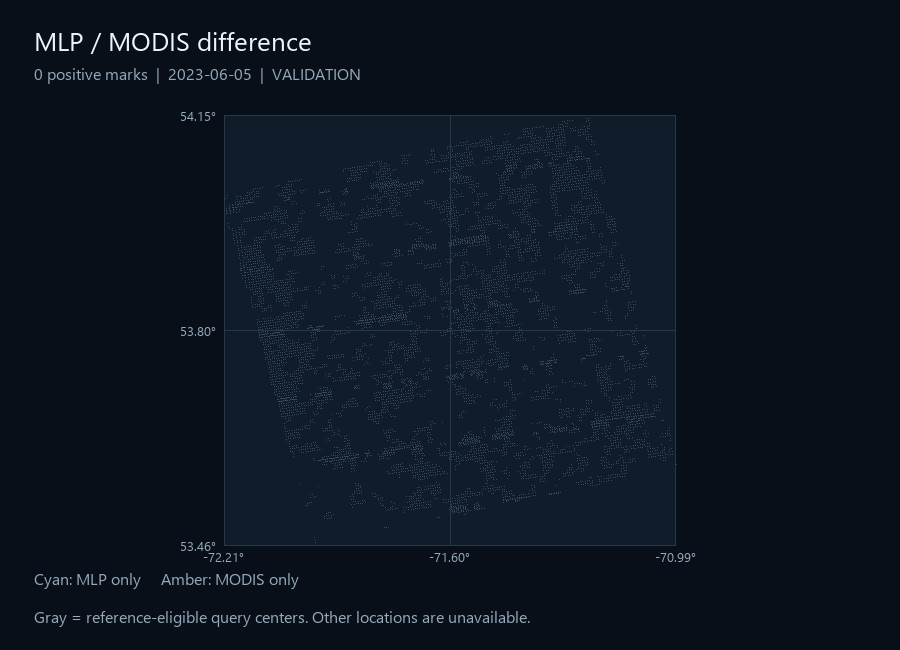 MLP / MODIS difference
0 positive marks | 2023-06-05 | VALIDATION
54.15°
53.80°
53.46°
-72.21° -71.60° -70.99°
Cyan: MLP only Amber: MODIS only
Gray = reference-eligible query centers. Other locations are unavailable.